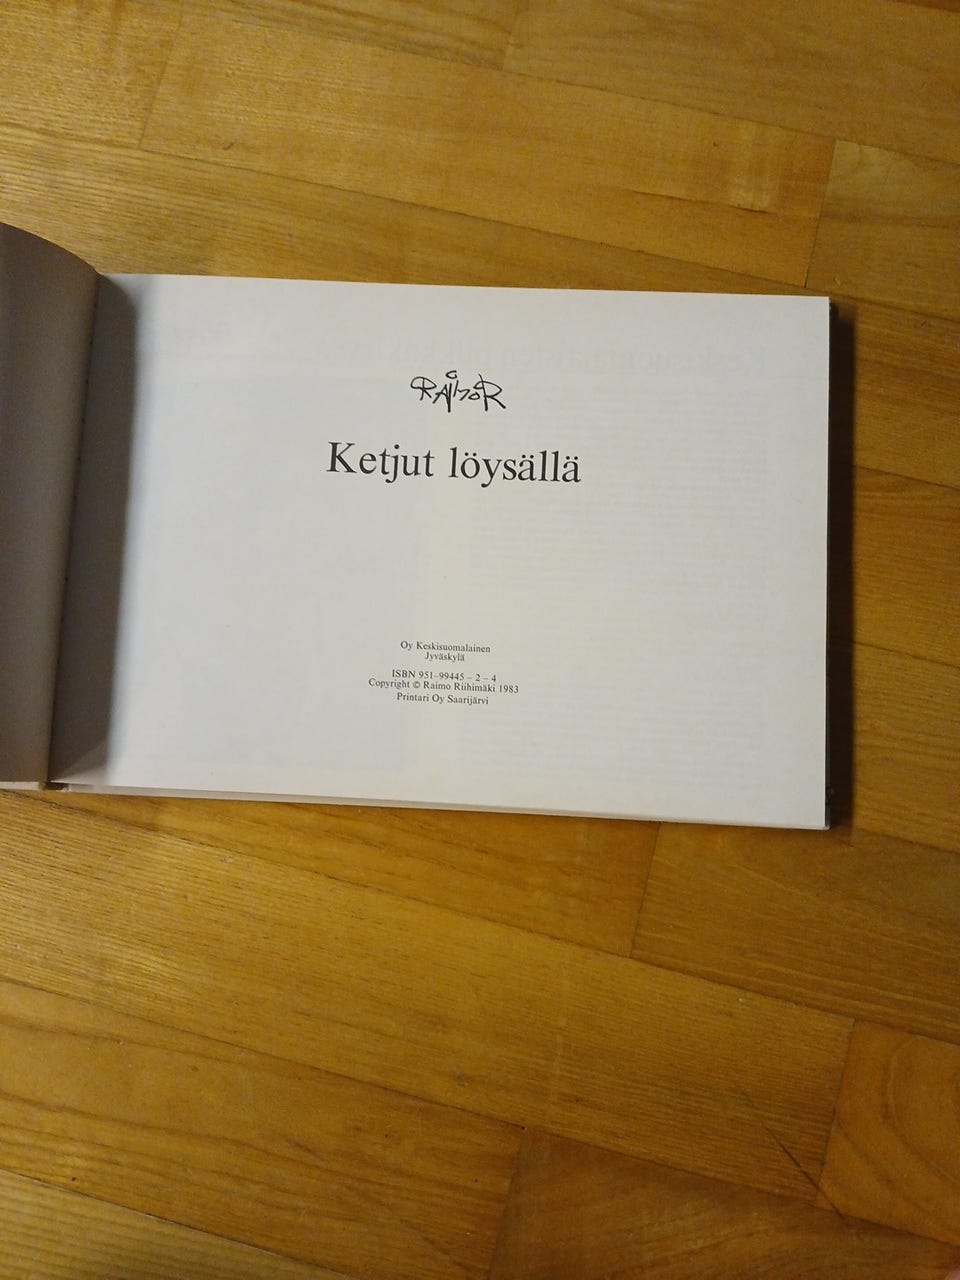 RAiMOR
Ketjut löysällä
Oy Keskisuomalainen
Jyväskylä
ISBN 951–99445 – 2 – 4
Copyright © Raimo Riihimäki 1983
Printari Oy Saarijärvi